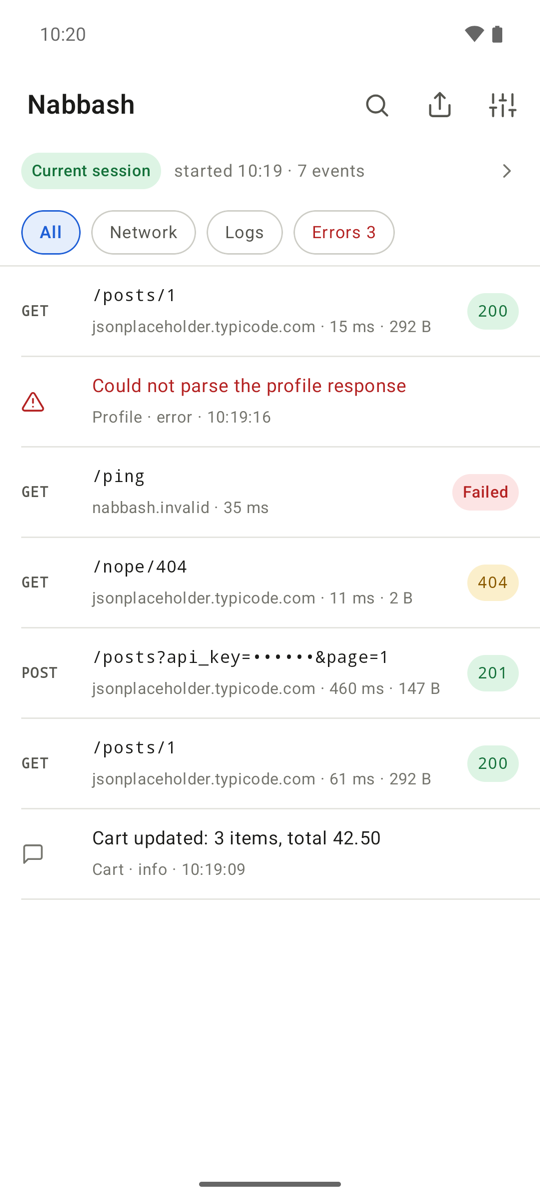 10:20
Nabbash
Current session started 10:19 · 7 events
All Network Logs Errors 3
GET /posts/1 200
jsonplaceholder.typicode.com · 15 ms · 292 B
Could not parse the profile response
Profile · error · 10:19:16
GET /ping Failed
nabbash.invalid · 35 ms
GET /nope/404 404
jsonplaceholder.typicode.com · 11 ms · 2 B
POST /posts?api_key=••••••&page=1 201
jsonplaceholder.typicode.com · 460 ms · 147 B
GET /posts/1 200
jsonplaceholder.typicode.com · 61 ms · 292 B
Cart updated: 3 items, total 42.50
Cart · info · 10:19:09